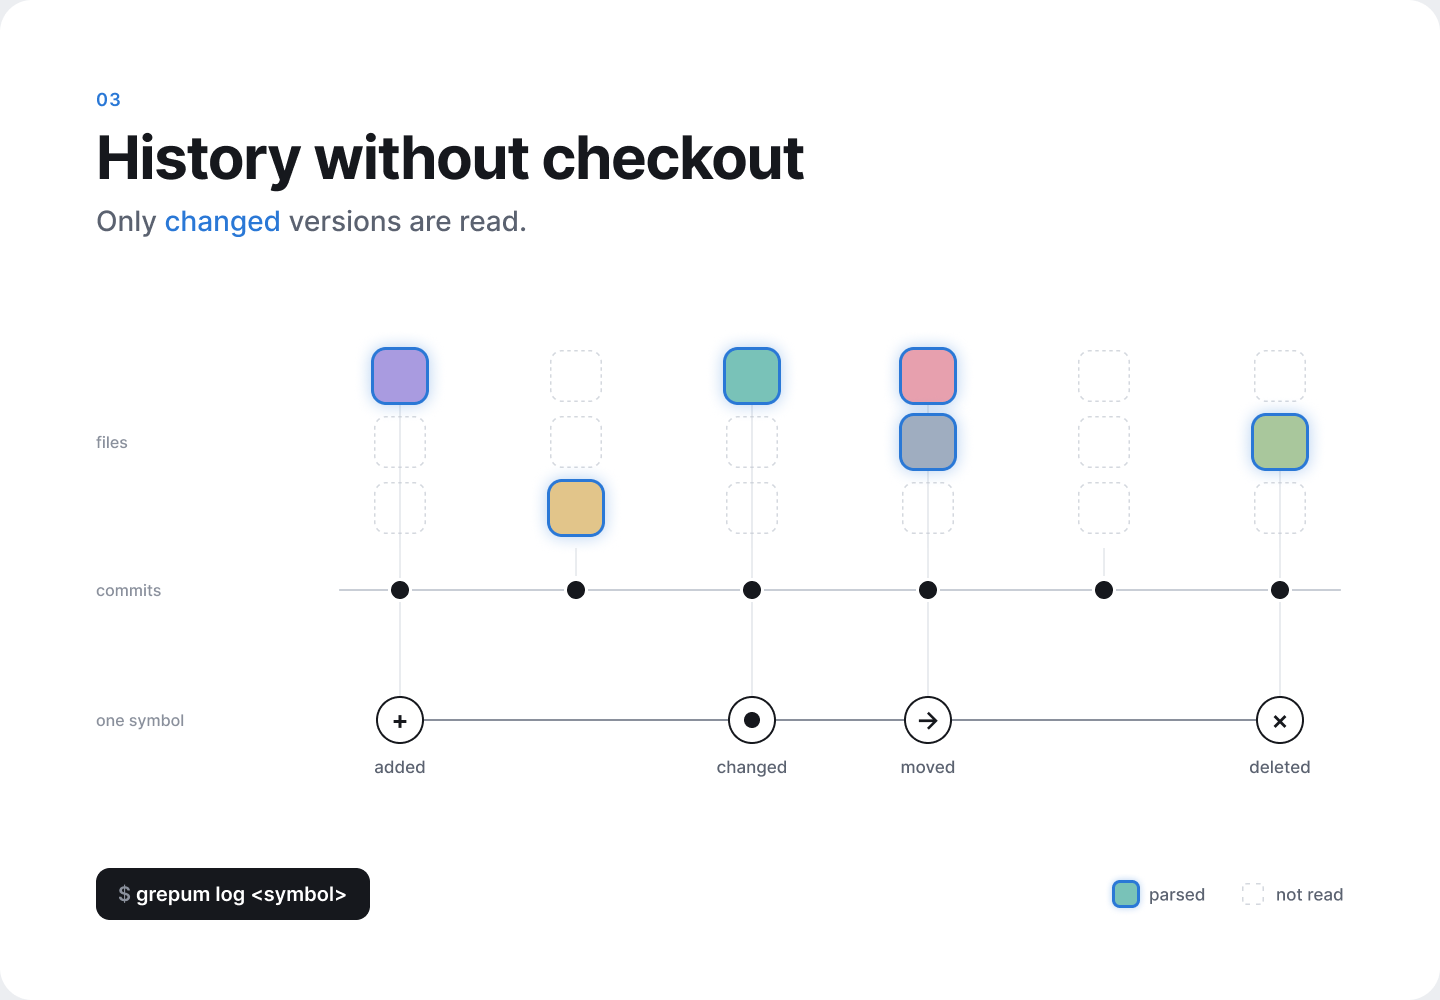 03
History without checkout
Only changed versions are read.
files
commits
one symbol
added
changed
moved
deleted
$ grepum log <symbol>
parsed
not read